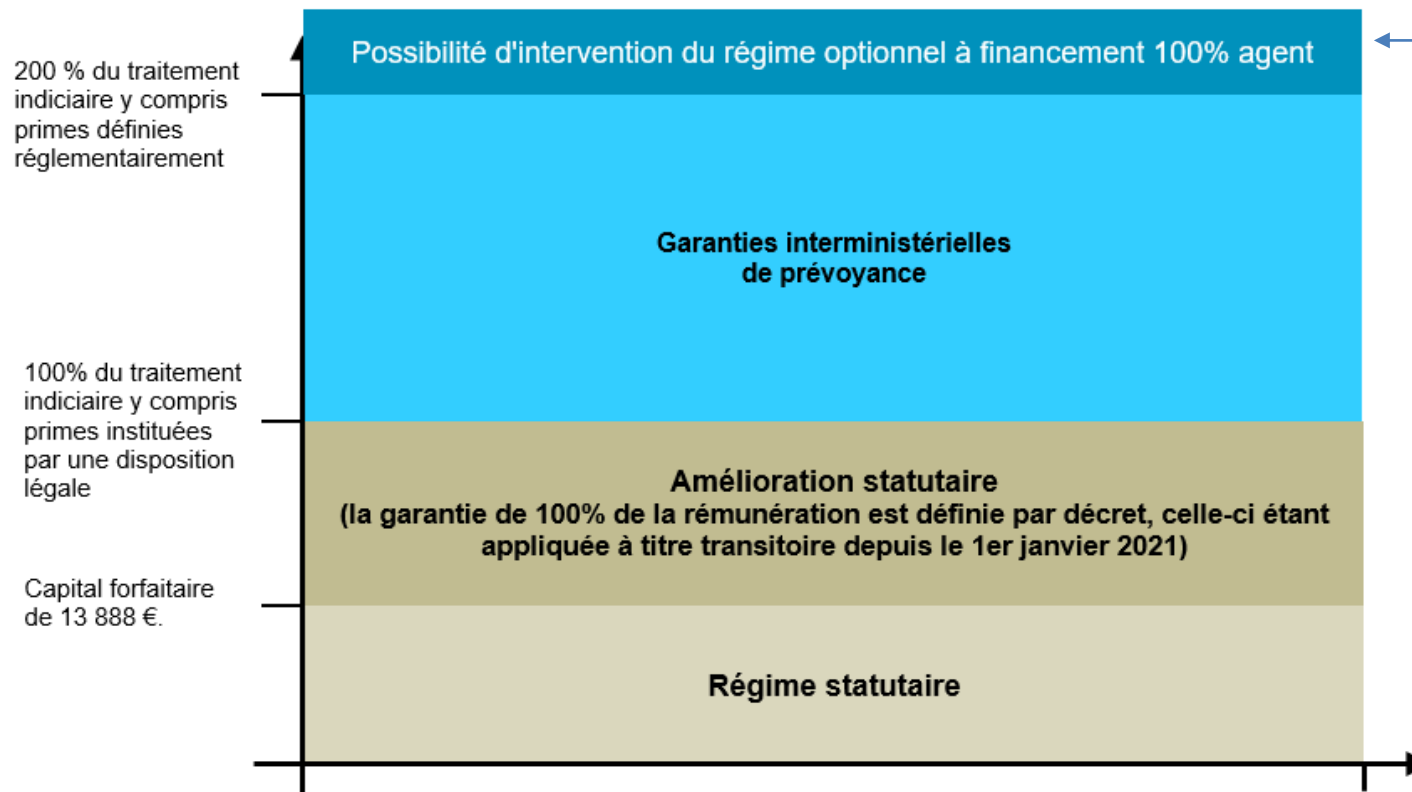 Possibilité d'intervention du régime optionnel à financement 100% agent
200 % du traitement
indiciaire y compris
primes définies
réglementairement
Garanties interministérielles
de prévoyance
100% du traitement
indiciaire y compris
primes instituées
par une disposition
légale
Amélioration statutaire
(la garantie de 100% de la rémunération est définie par décret, celle-ci étant
appliquée à titre transitoire depuis le 1er janvier 2021)
Capital forfaitaire
de 13 888 €.
Régime statutaire